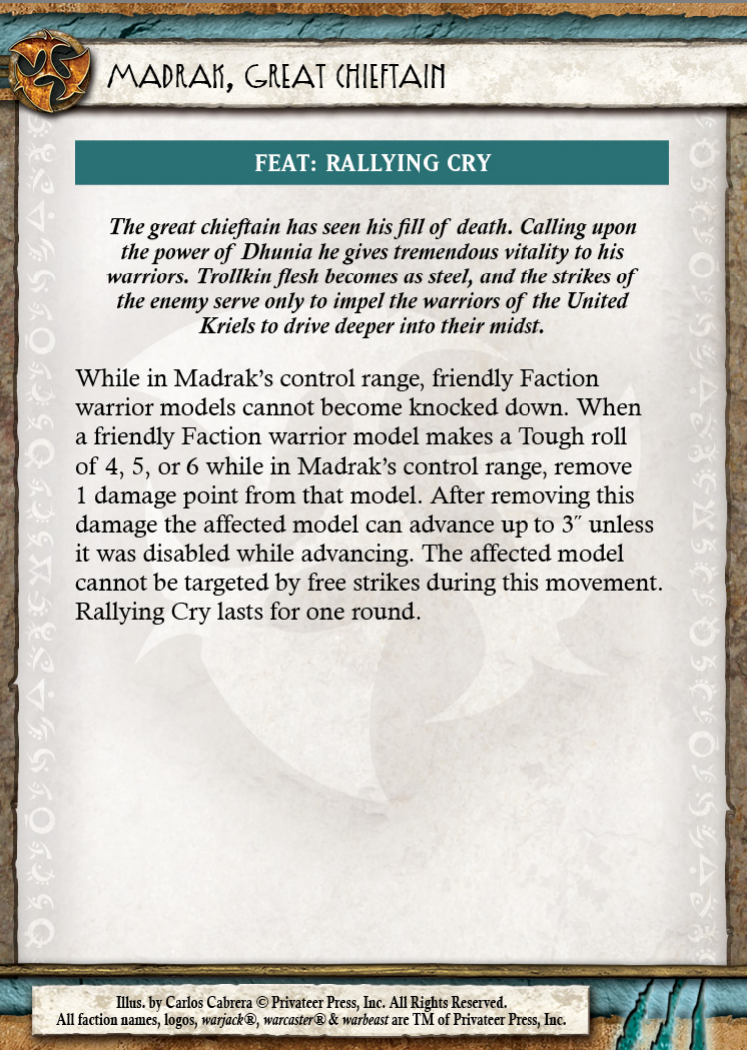 MADRAK, GREAT CHIEFTAIN
FEAT: RALLYING CRY
The great chieftain has seen his fill of death. Calling upon
the power of Dhunia he gives tremendous vitality to his
warriors. Trollkin flesh becomes as steel, and the strikes of
the enemy serve only to impel the warriors of the United
Kriels to drive deeper into their midst.
While in Madrak’s control range, friendly Faction
warrior models cannot become knocked down. When
a friendly Faction warrior model makes a Tough roll
of 4, 5, or 6 while in Madrak’s control range, remove
1 damage point from that model. After removing this
damage the affected model can advance up to 3˝ unless
it was disabled while advancing. The affected model
cannot be targeted by free strikes during this movement.
Rallying Cry lasts for one round.
Illus. by Carlos Cabrera © Privateer Press, Inc. All Rights Reserved.
All faction names, logos, warjack®, warcaster® & warbeast are TM of Privateer Press, Inc.